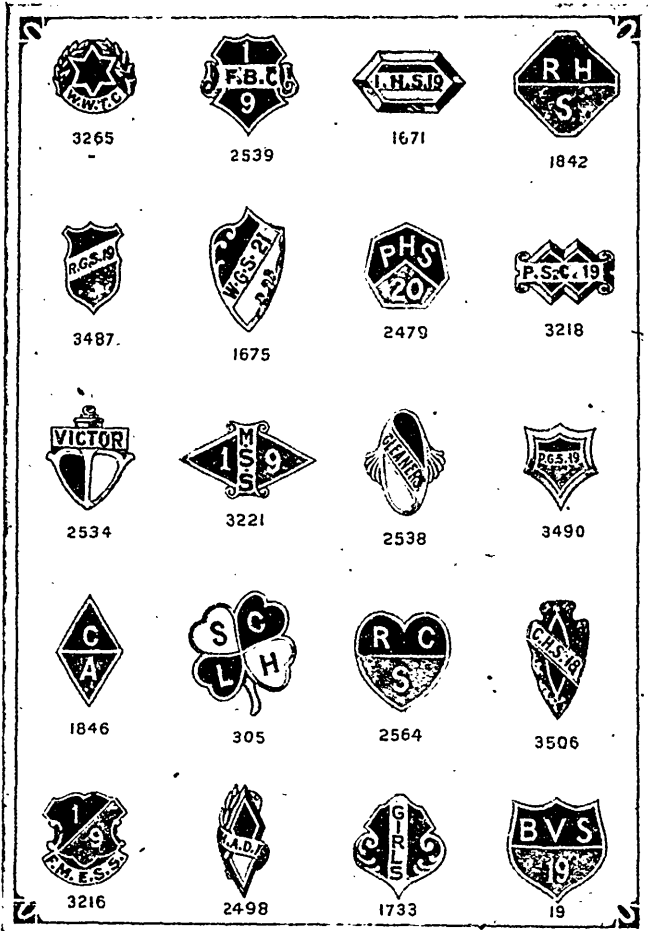 W.W.T.C
3265
1
F.B.C
9
2539
I.H.S.19
1671
R H
S
1842
R.G.S.19
3487
W.G.S-21
1675
PHS
20
2479
P.S.C.19
3218
VICTOR
2534
1 MSS 9
3221
GLEANERS
2538
P.G.S.19
3490
C
A
1846
S C
L H
305
R C
S
2564
C.H.S-18
3506
1
9
F.M.E.S.S.
3216
2498
GIRLS
1733
BVS
19
19